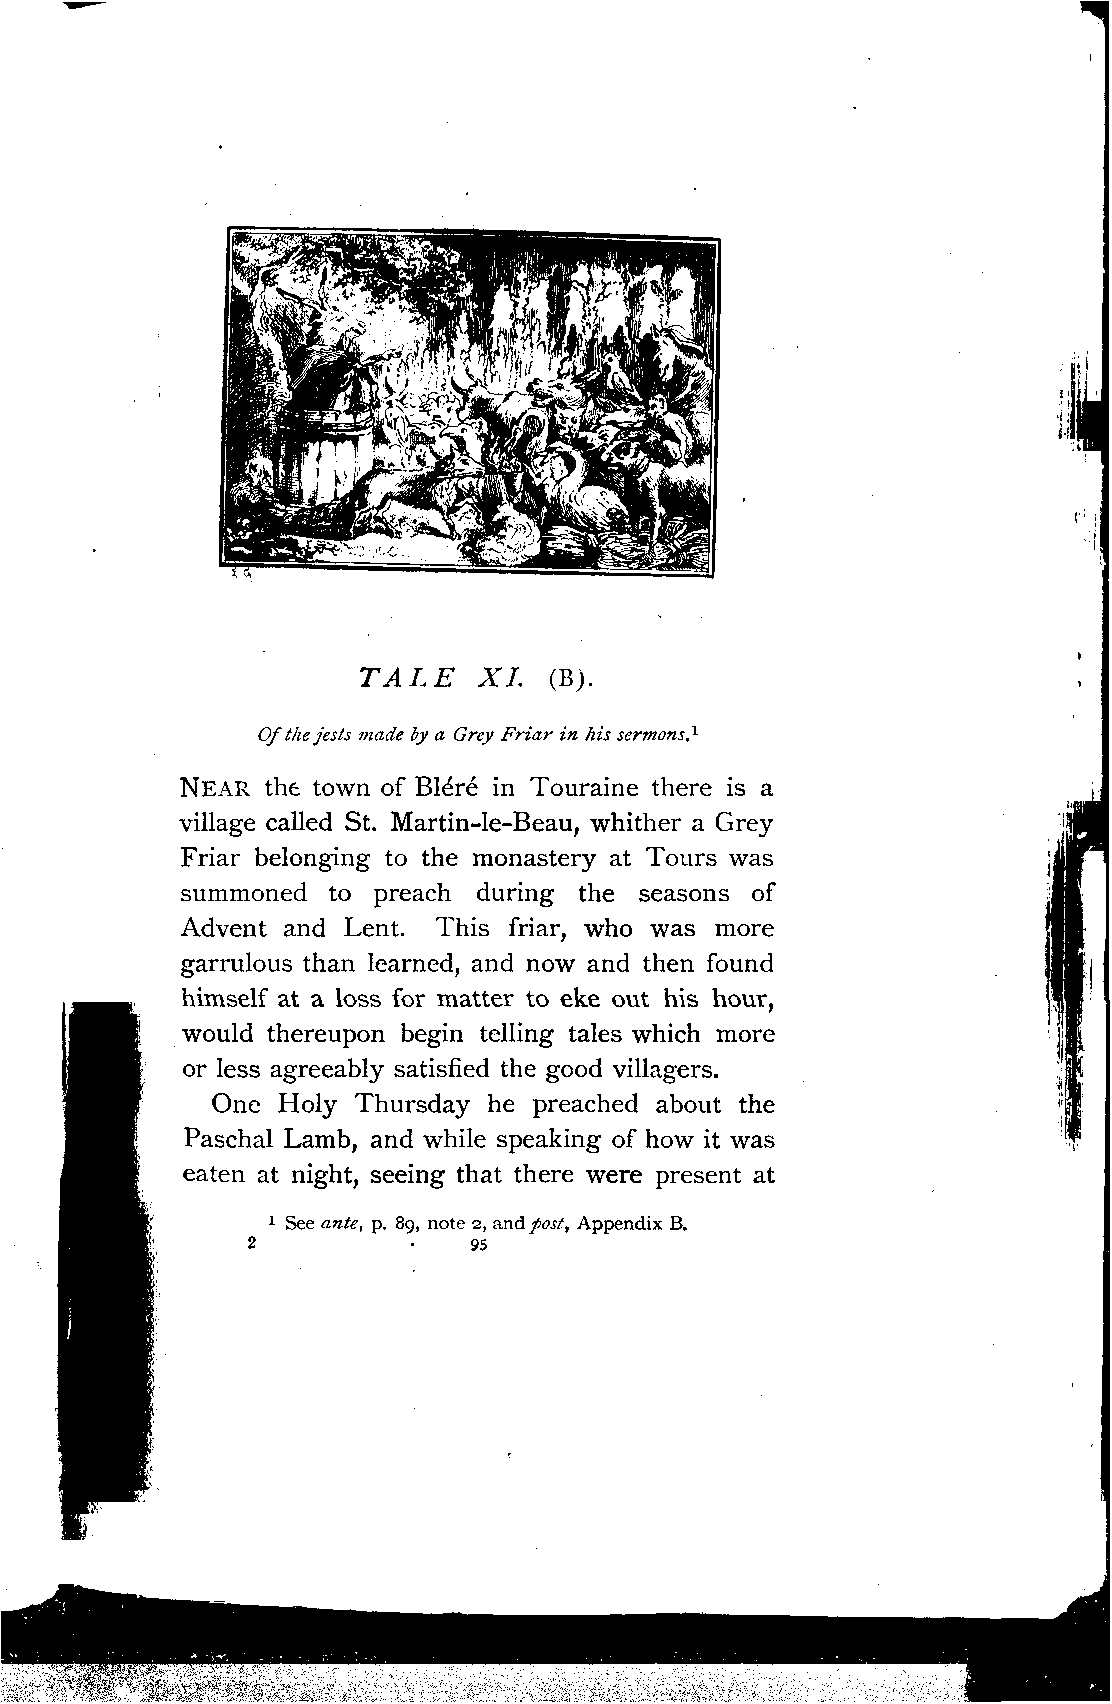 TALE XI. (B).
Of the jests made by a Grey Friar in his sermons.¹
NEAR the town of Bléré in Touraine there is a
village called St. Martin-le-Beau, whither a Grey
Friar belonging to the monastery at Tours was
summoned to preach during the seasons of
Advent and Lent. This friar, who was more
garrulous than learned, and now and then found
himself at a loss for matter to eke out his hour,
would thereupon begin telling tales which more
or less agreeably satisfied the good villagers.
One Holy Thursday he preached about the
Paschal Lamb, and while speaking of how it was
eaten at night, seeing that there were present at
¹ See ante, p. 89, note 2, and post, Appendix B.
2 95